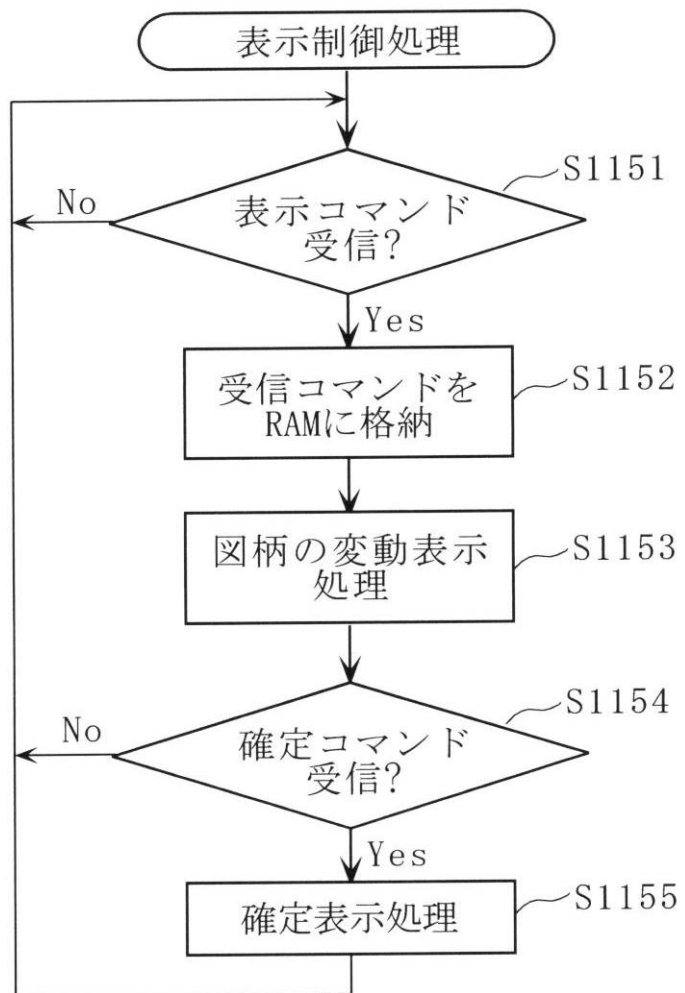 表示制御処理
S1151
No
表示コマンド
受信?
Yes
S1152
受信コマンドを
RAMに格納
S1153
図柄の変動表示
処理
S1154
No
確定コマンド
受信?
Yes
S1155
確定表示処理